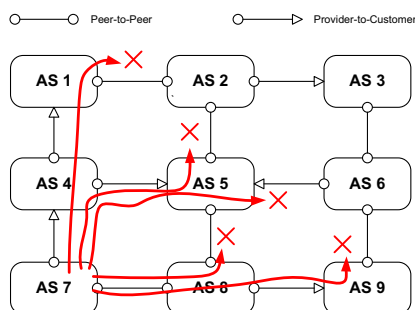 Peer-to-Peer Provider-to-Customer
AS 1 AS 2 AS 3
AS 4 AS 5 AS 6
AS 7 AS 8 AS 9